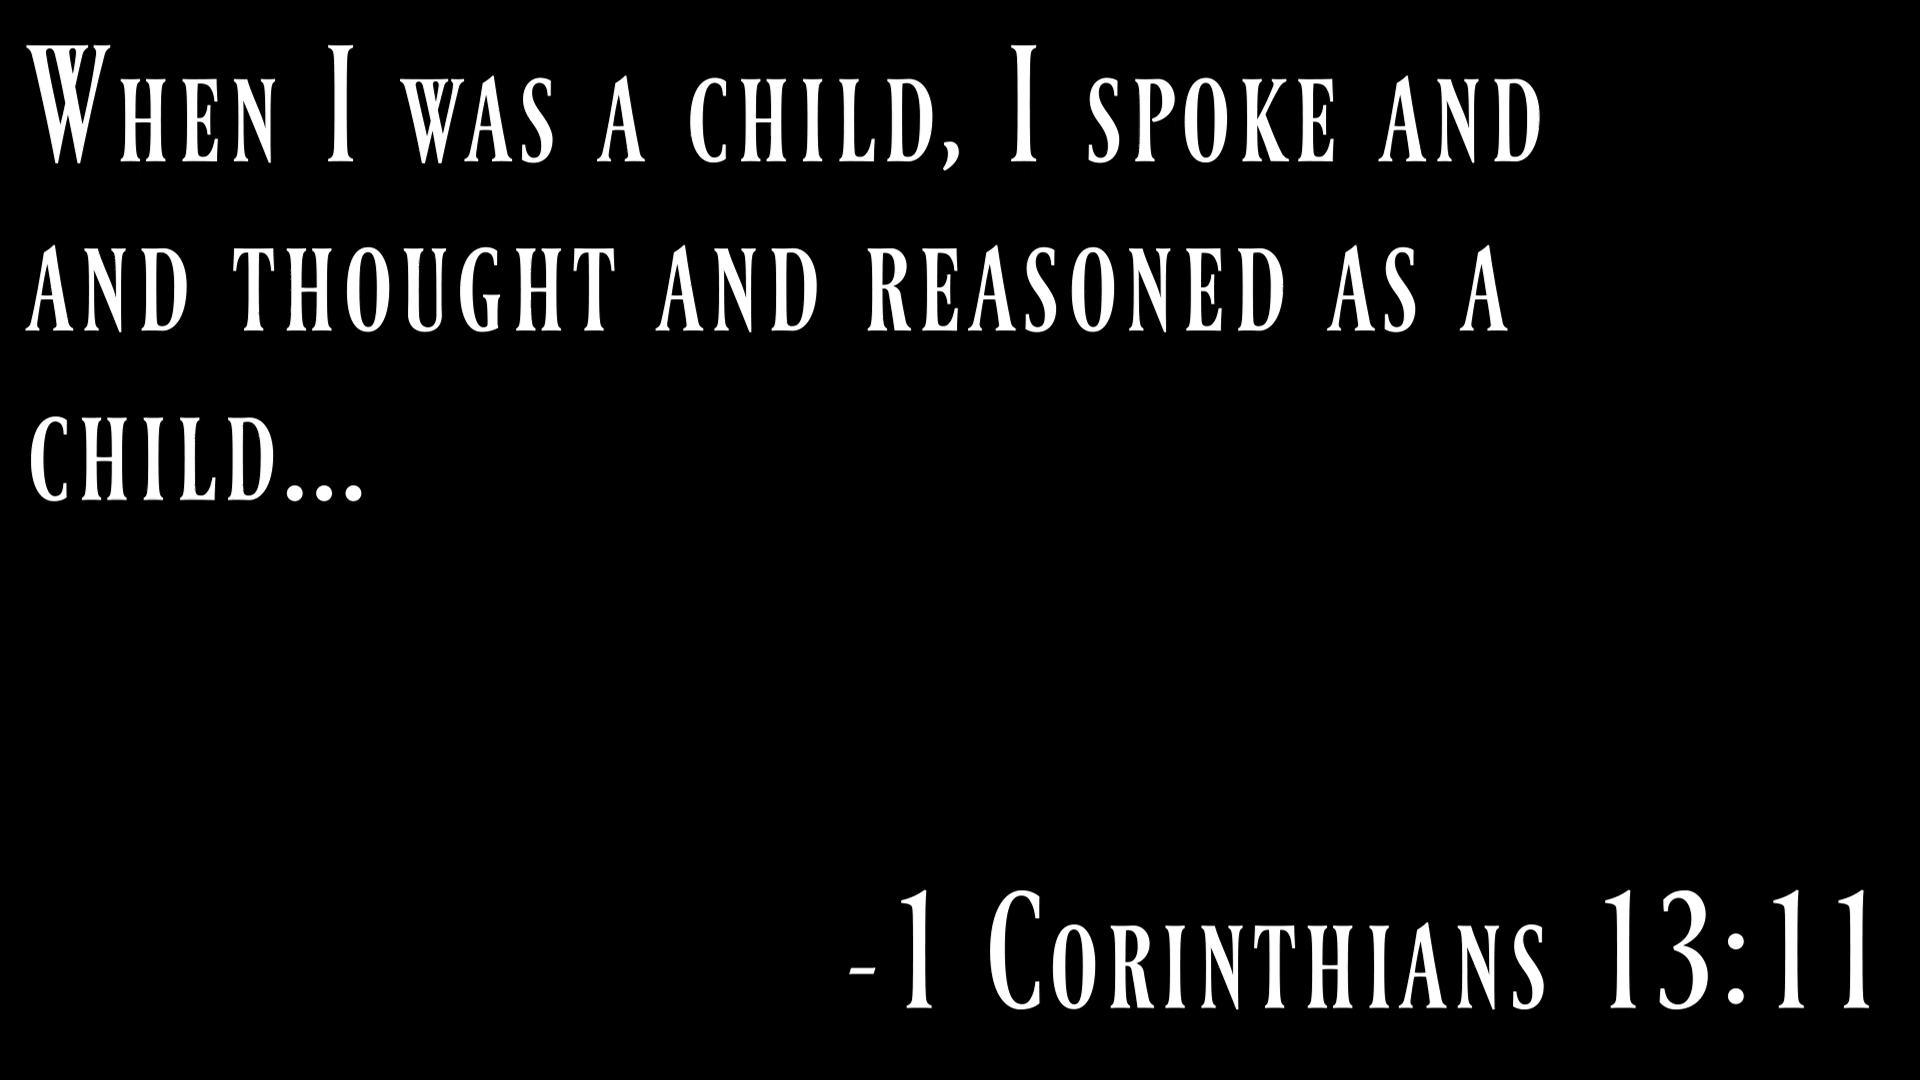 When I was a child, I spoke and
and thought and reasoned as a
child...
-1 Corinthians 13:11